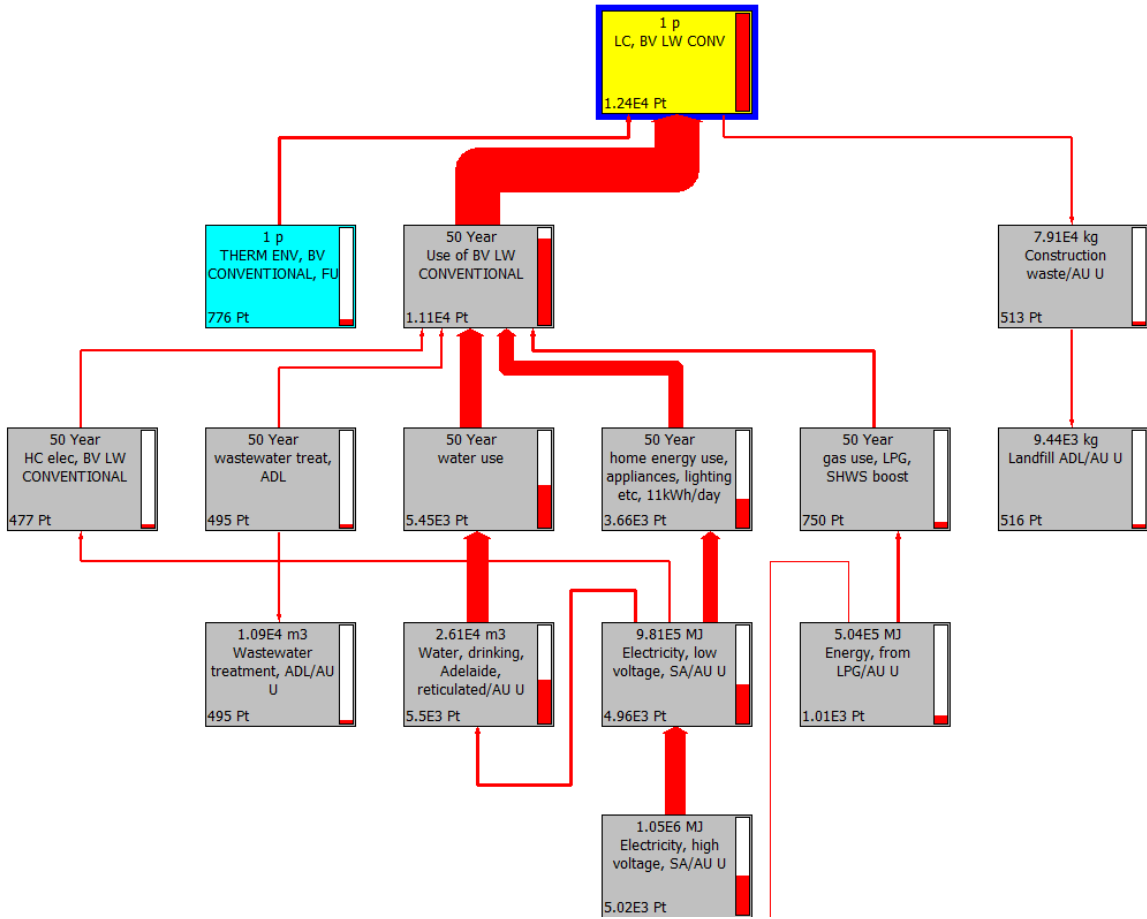 1 p
LC, BV LW CONV
1.24E4 Pt
1 p
THERM ENV, BV
CONVENTIONAL, FU
776 Pt
50 Year
Use of BV LW
CONVENTIONAL
1.11E4 Pt
7.91E4 kg
Construction
waste/AU U
513 Pt
50 Year
HC elec, BV LW
CONVENTIONAL
477 Pt
50 Year
wastewater treat,
ADL
495 Pt
50 Year
water use
5.45E3 Pt
50 Year
home energy use,
appliances, lighting
etc, 11kWh/day
3.66E3 Pt
50 Year
gas use, LPG,
SHWS boost
750 Pt
9.44E3 kg
Landfill ADL/AU U
516 Pt
1.09E4 m3
Wastewater
treatment, ADL/AU
U
495 Pt
2.61E4 m3
Water, drinking,
Adelaide,
reticulated/AU U
5.5E3 Pt
9.81E5 MJ
Electricity, low
voltage, SA/AU U
4.96E3 Pt
5.04E5 MJ
Energy, from
LPG/AU U
1.01E3 Pt
1.05E6 MJ
Electricity, high
voltage, SA/AU U
5.02E3 Pt